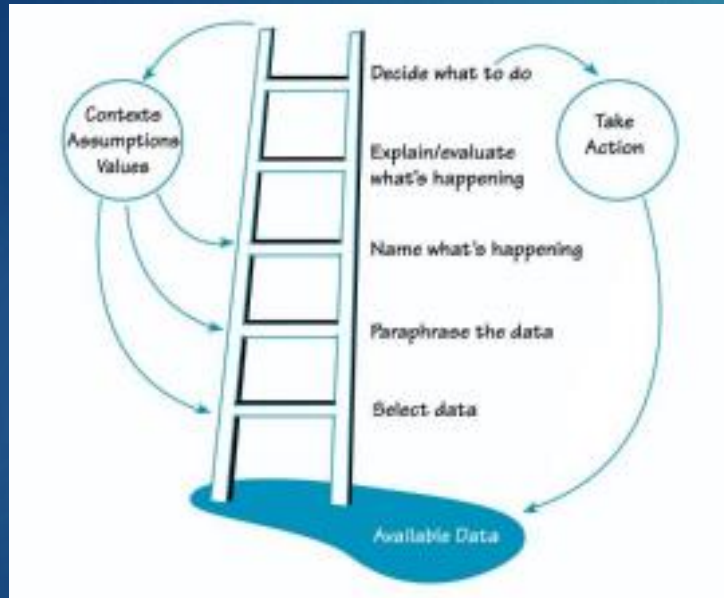 Decide what to do
Contexts
Assumptions
Values
Take
Action
Explain/evaluate
what's happening
Name what's happening
Paraphrase the data
Select data
Available Data